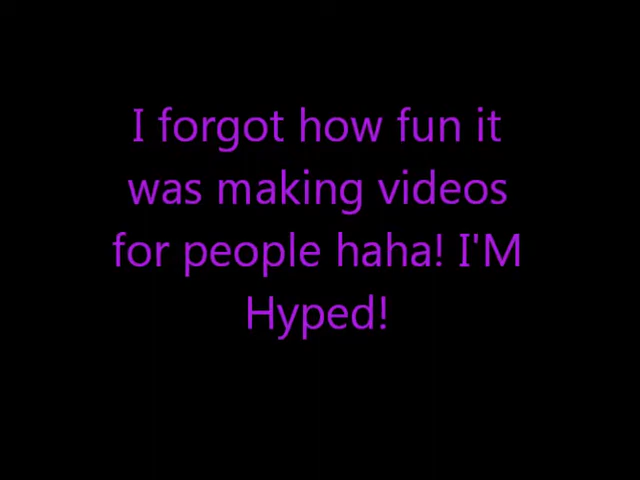 I forgot how fun it
was making videos
for people haha! I'M
Hyped!